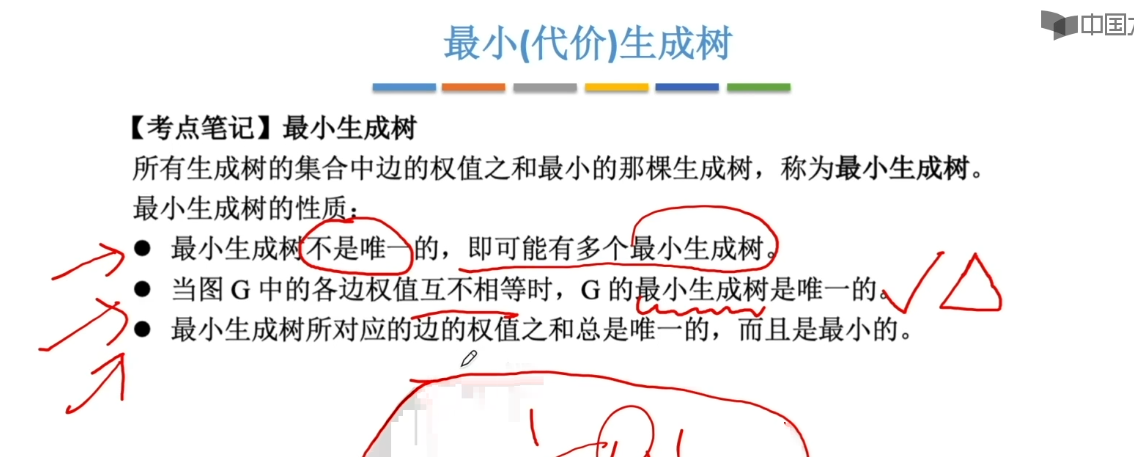 中国
最小(代价)生成树
【考点笔记】最小生成树
所有生成树的集合中边的权值之和最小的那棵生成树，称为最小生成树。
最小生成树的性质：
● 最小生成树不是唯一的，即可能有多个最小生成树。
● 当图 G 中的各边权值互不相等时，G 的最小生成树是唯一的。
● 最小生成树所对应的边的权值之和总是唯一的，而且是最小的。